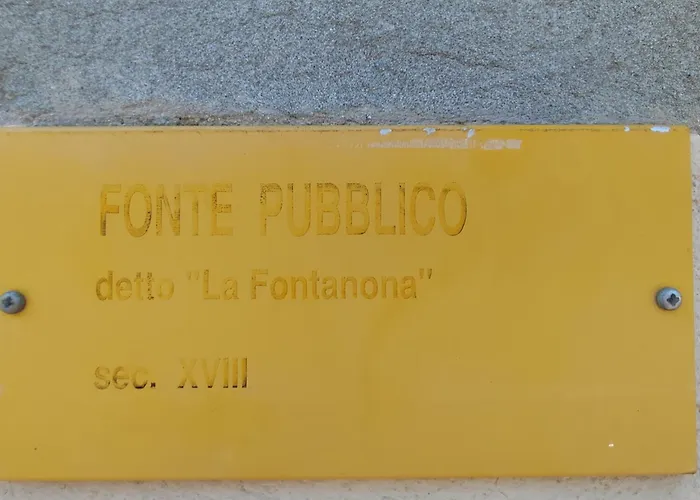 FONTE PUBBLICO
detto "La Fontanona"
sec. XVIII